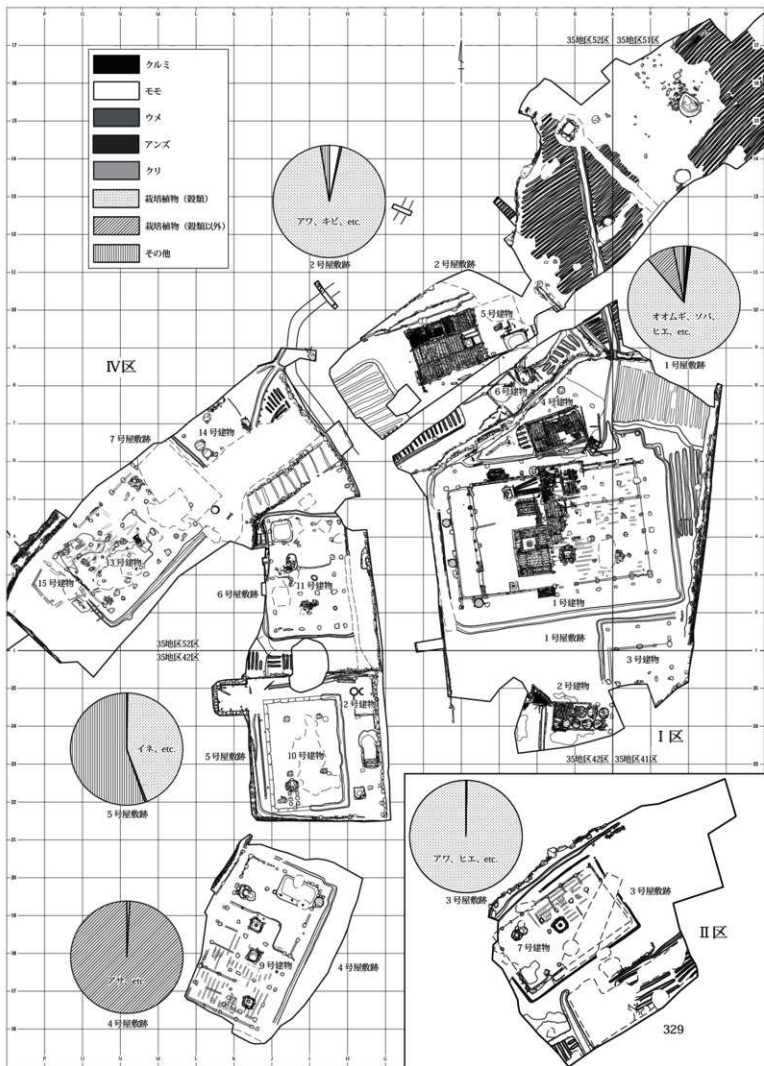 P
O
N
M
L
K
J
I
H
G
F
E
D
C
B
A
T
X
W
35地区52区
35地区51区
クルミ
モモ
ウメ
アンズ
クリ
栽培植物（穀類）
栽培植物（穀類以外）
その他
アワ、キビ、etc.
2号屋敷跡
2号屋敷跡
5号建物
オオムギ、ソバ、
ヒエ、etc.
1号屋敷跡
Ⅳ区
7号屋敷跡
14号建物
6号建物
4号建物
13号建物
15号建物
11号建物
6号屋敷跡
1号建物
1号屋敷跡
3号建物
35地区52区
35地区42区
2号建物
Ⅰ区
35地区42区
35地区41区
12号建物
10号建物
5号屋敷跡
イネ、etc.
5号屋敷跡
アワ、ヒエ、etc.
3号屋敷跡
3号屋敷跡
7号建物
Ⅱ区
9号建物
4号屋敷跡
アサ、etc
4号屋敷跡
329